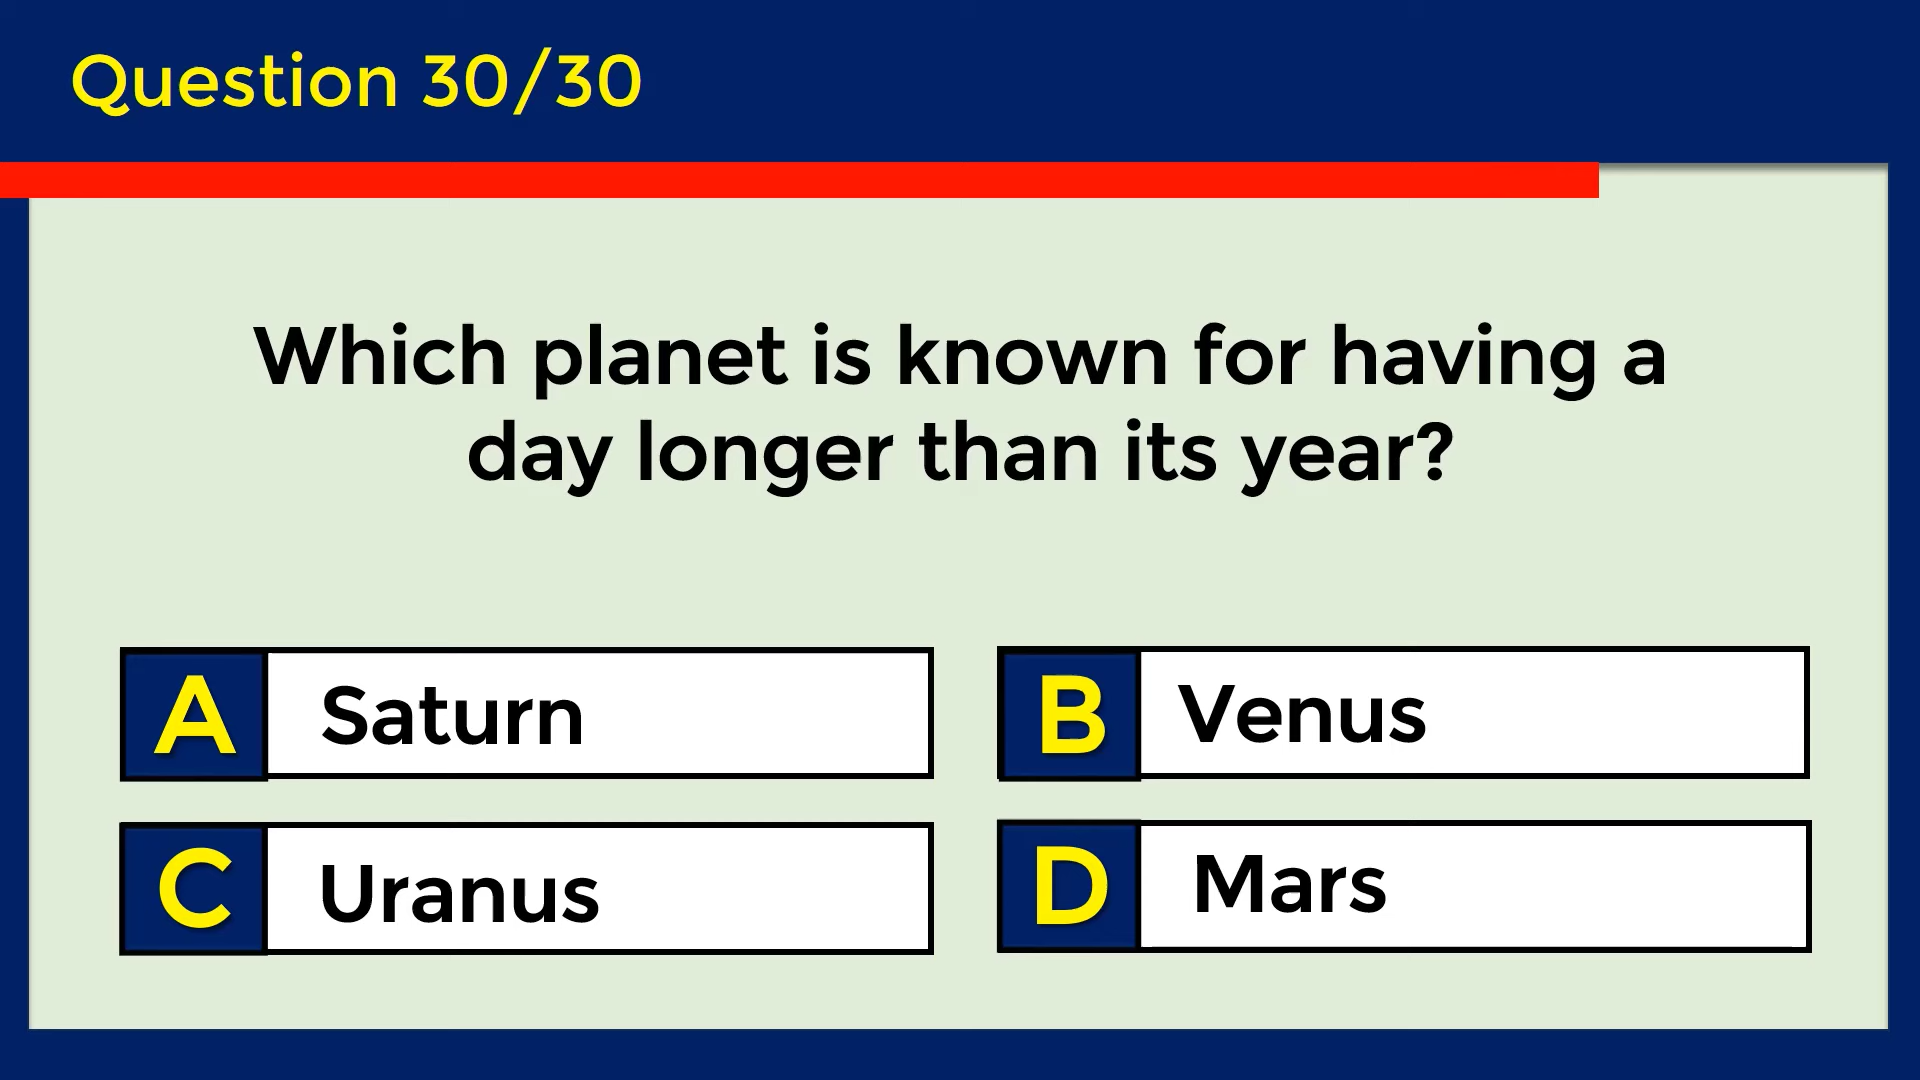 Question 30/30
Which planet is known for having a
day longer than its year?
A Saturn
B Venus
C Uranus
D Mars